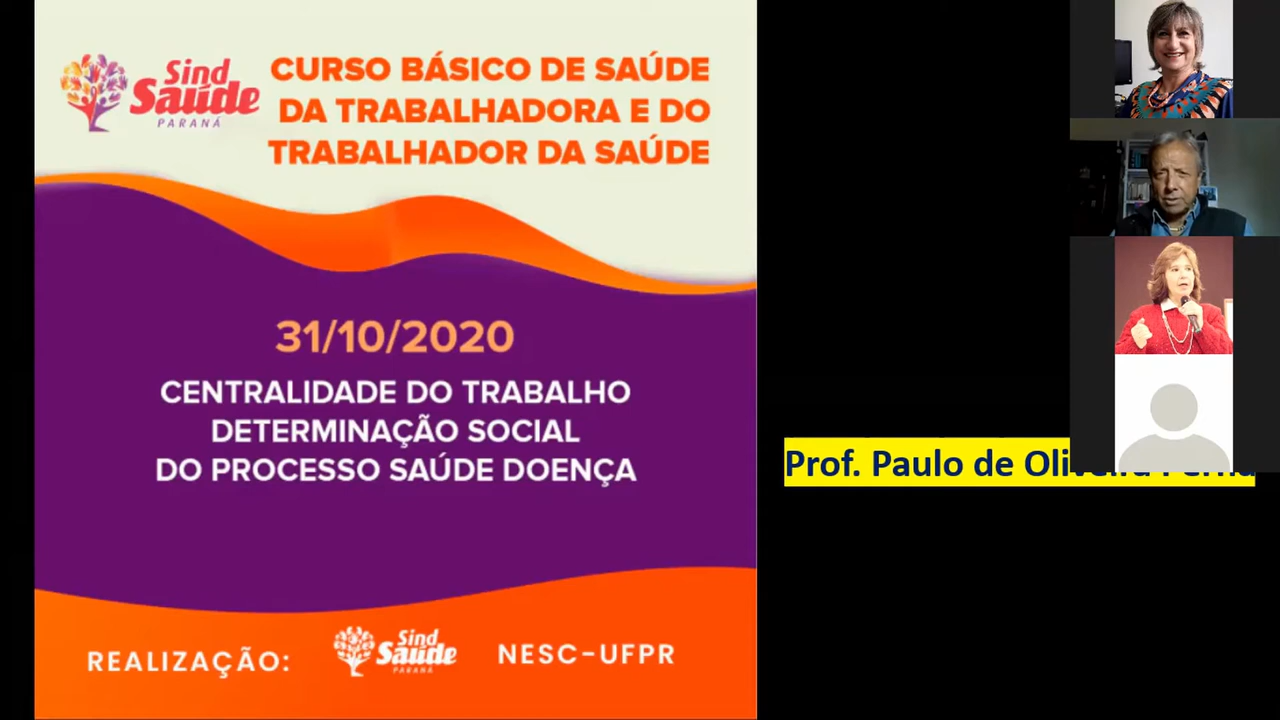 Sind
Saúde
PARANÁ
CURSO BÁSICO DE SAÚDE
DA TRABALHADORA E DO
TRABALHADOR DA SAÚDE
31/10/2020
CENTRALIDADE DO TRABALHO
DETERMINAÇÃO SOCIAL
DO PROCESSO SAÚDE DOENÇA
Prof. Paulo de Oliveira
REALIZAÇÃO:
Sind
Saúde
PARANÁ
NESC-UFPR